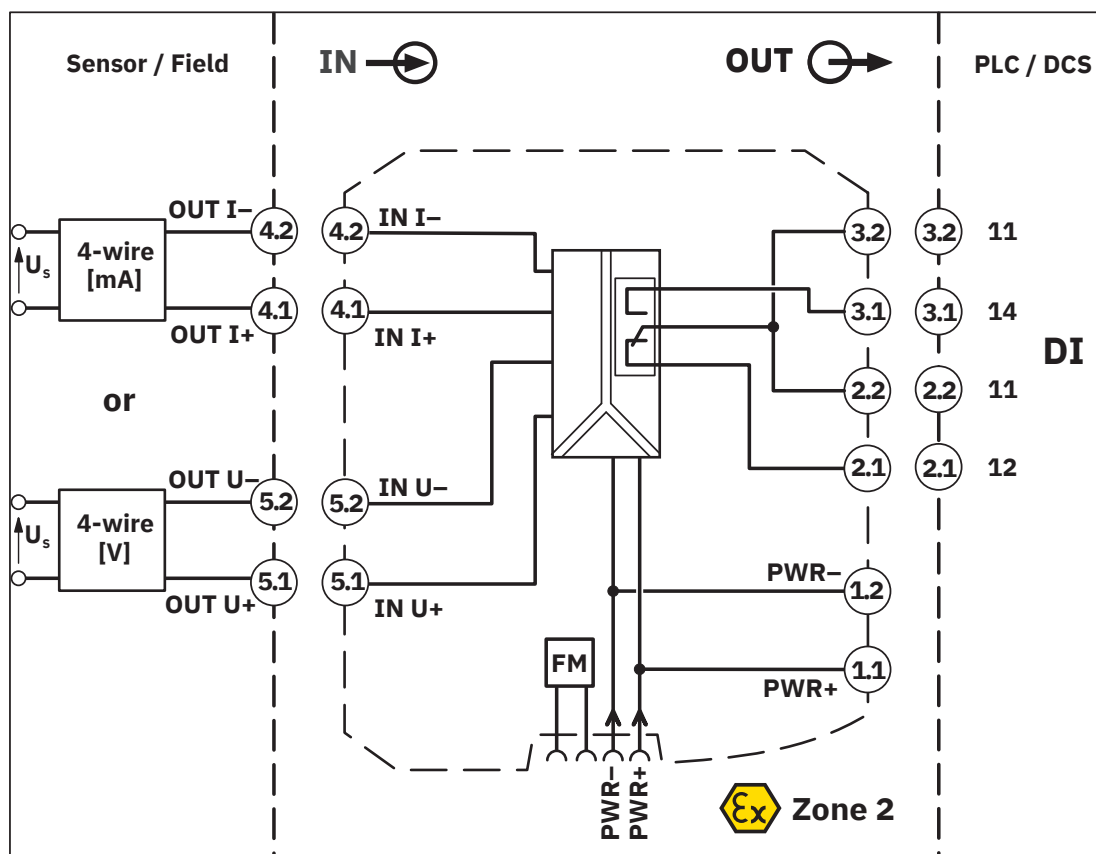 Sensor / Field
IN
OUT
PLC / DCS
OUT I–
4.2
4.2
IN I–
3.2
3.2
11
Us
4-wire
[mA]
OUT I+
4.1
4.1
IN I+
3.1
3.1
14
DI
or
2.2
2.2
11
2.1
2.1
12
OUT U–
5.2
5.2
IN U–
Us
4-wire
[V]
OUT U+
5.1
5.1
IN U+
PWR–
1.2
FM
PWR+
1.1
PWR–
PWR+
Ex
Zone 2